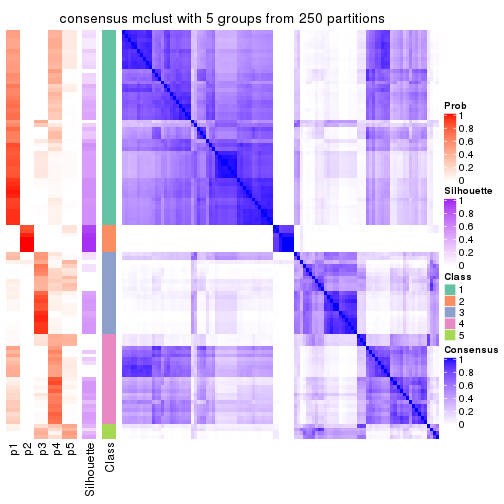 consensus mclust with 5 groups from 250 partitions
Prob
1
0.8
0.6
0.4
0.2
0
Silhouette
1
0.8
0.6
0.4
0.2
0
Class
1
2
3
4
5
Consensus
1
0.8
0.6
0.4
0.2
0
p1
p2
p3
p4
p5
Silhouette
Class